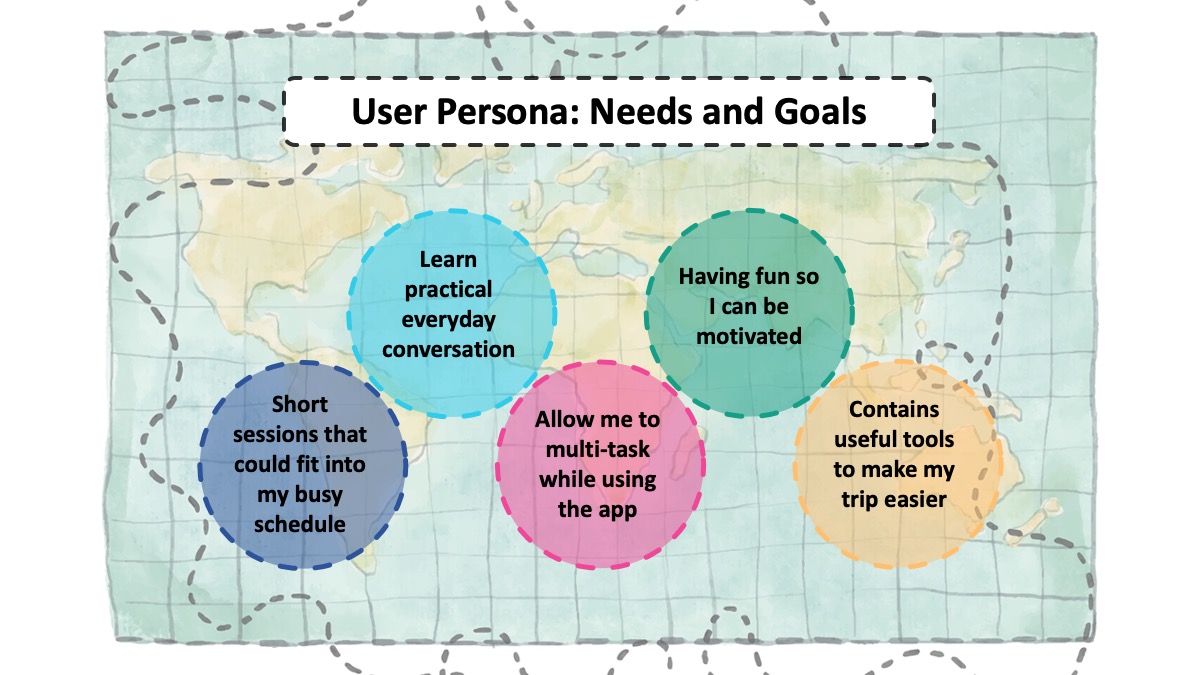 User Persona: Needs and Goals
Learn
practical
everyday
conversation
Having fun so
I can be
motivated
Short
sessions that
could fit into
my busy
schedule
Allow me to
multi-task
while using
the app
Contains
useful tools
to make my
trip easier